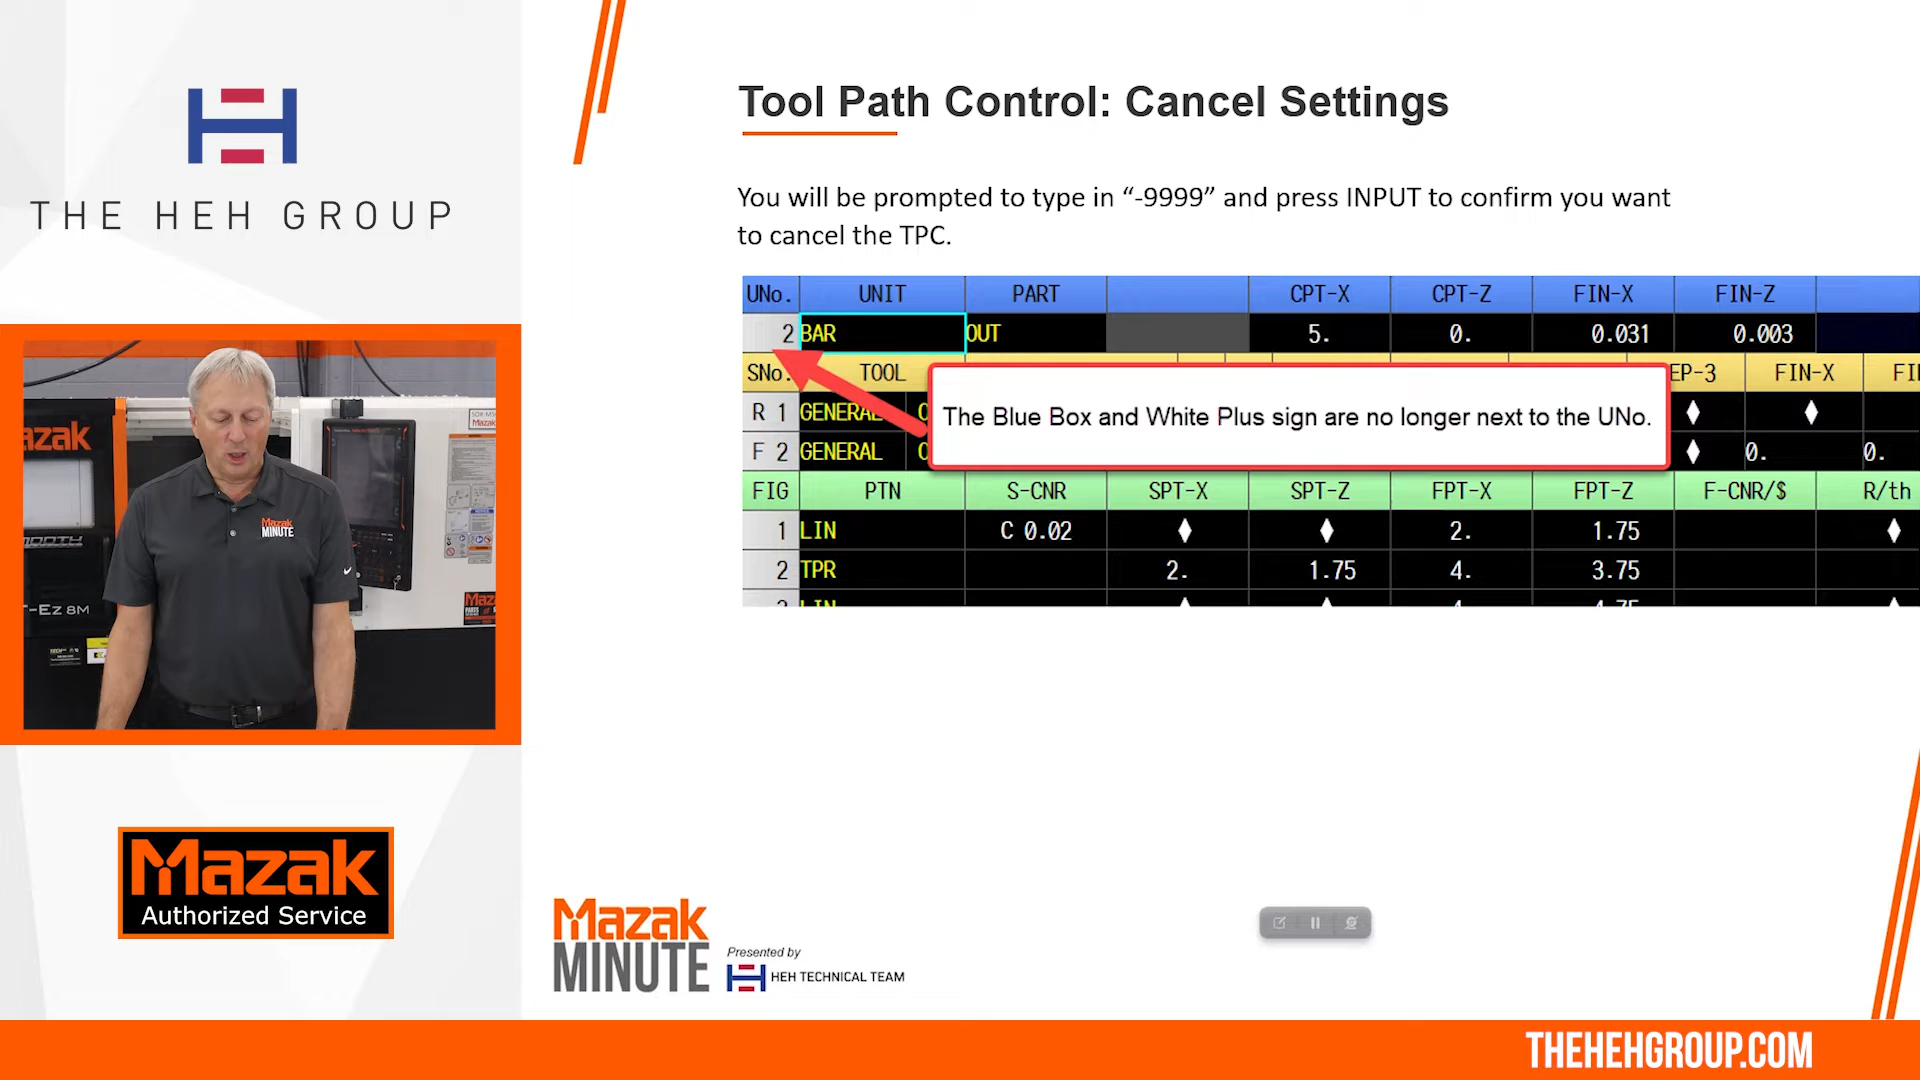 THE HEH GROUP
Tool Path Control: Cancel Settings
You will be prompted to type in “-9999” and press INPUT to confirm you want
to cancel the TPC.
UNo. UNIT PART CPT-X CPT-Z FIN-X FIN-Z
2 BAR OUT 5. 0. 0.031 0.003
SNo. TOOL EP-3 FIN-X
R 1 GENERAL ♦ ♦
The Blue Box and White Plus sign are no longer next to the UNo.
F 2 GENERAL ♦ 0. 0.
FIG PTN S-CNR SPT-X SPT-Z FPT-X FPT-Z F-CNR/$ R/th
1 LIN C 0.02 ♦ ♦ 2. 1.75 ♦
2 TPR 2. 1.75 4. 3.75
Mazak
MINUTE
Mazak
Authorized Service
Mazak
MINUTE
Presented by
HEH TECHNICAL TEAM
THEHEHGROUP.COM